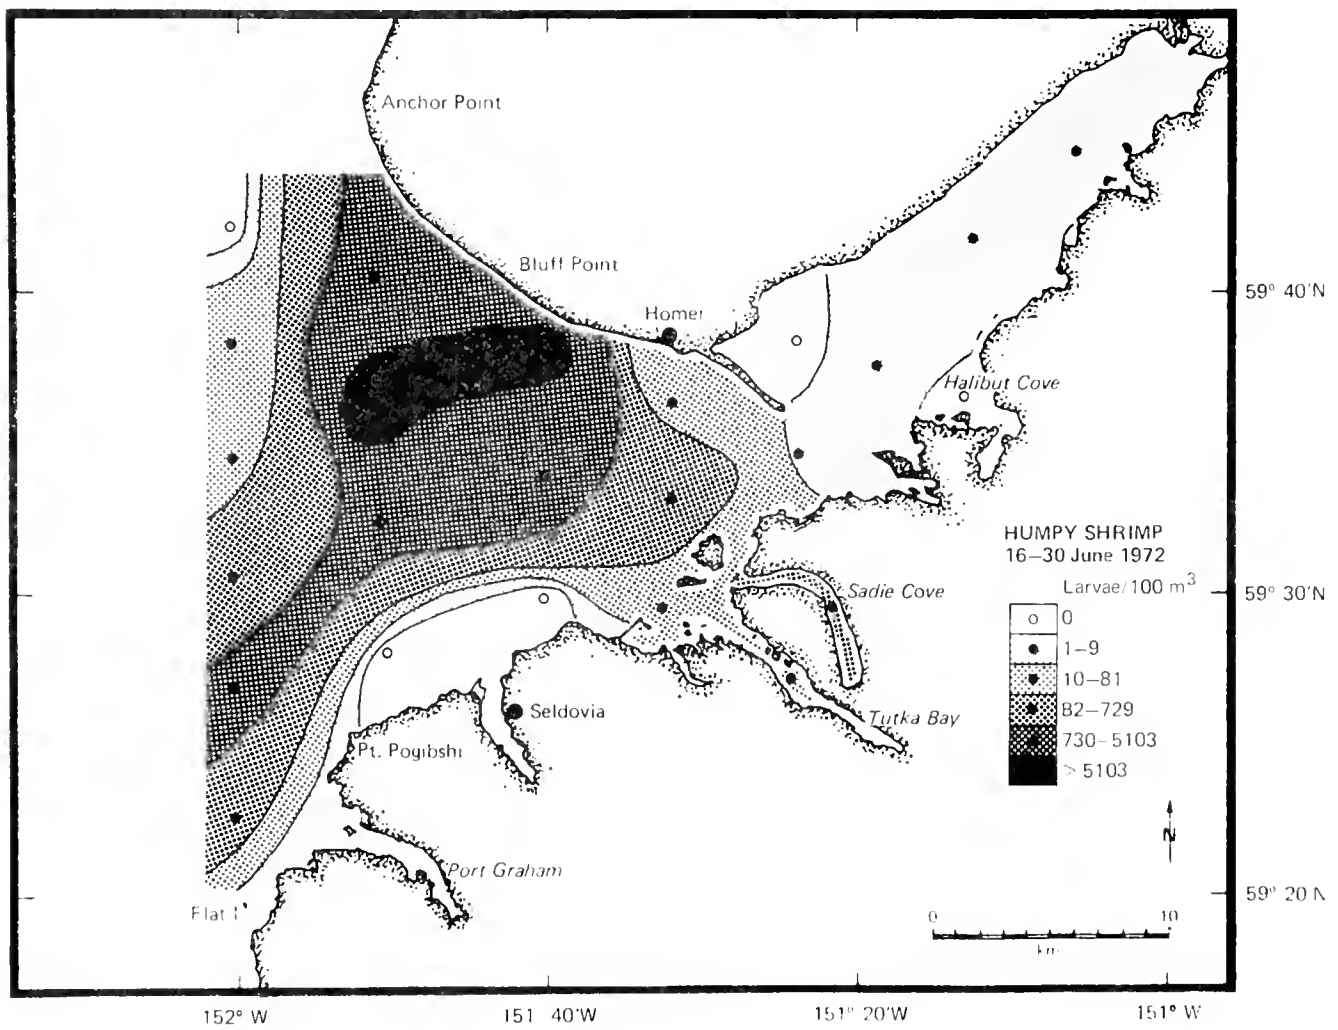 Anchor Point
Bluff Point
Homer
59° 40'N
Halibut Cove
HUMPY SHRIMP
16–30 June 1972
Larvae/100 m³
0
1–9
10–81
82–729
730–5103
> 5103
Sadie Cove
59° 30'N
Seldovia
Tutka Bay
Pt. Pogibshi
N
Port Graham
59° 20 N
Flat I
0 10
km
152° W
151 40'W
151° 20'W
151° W